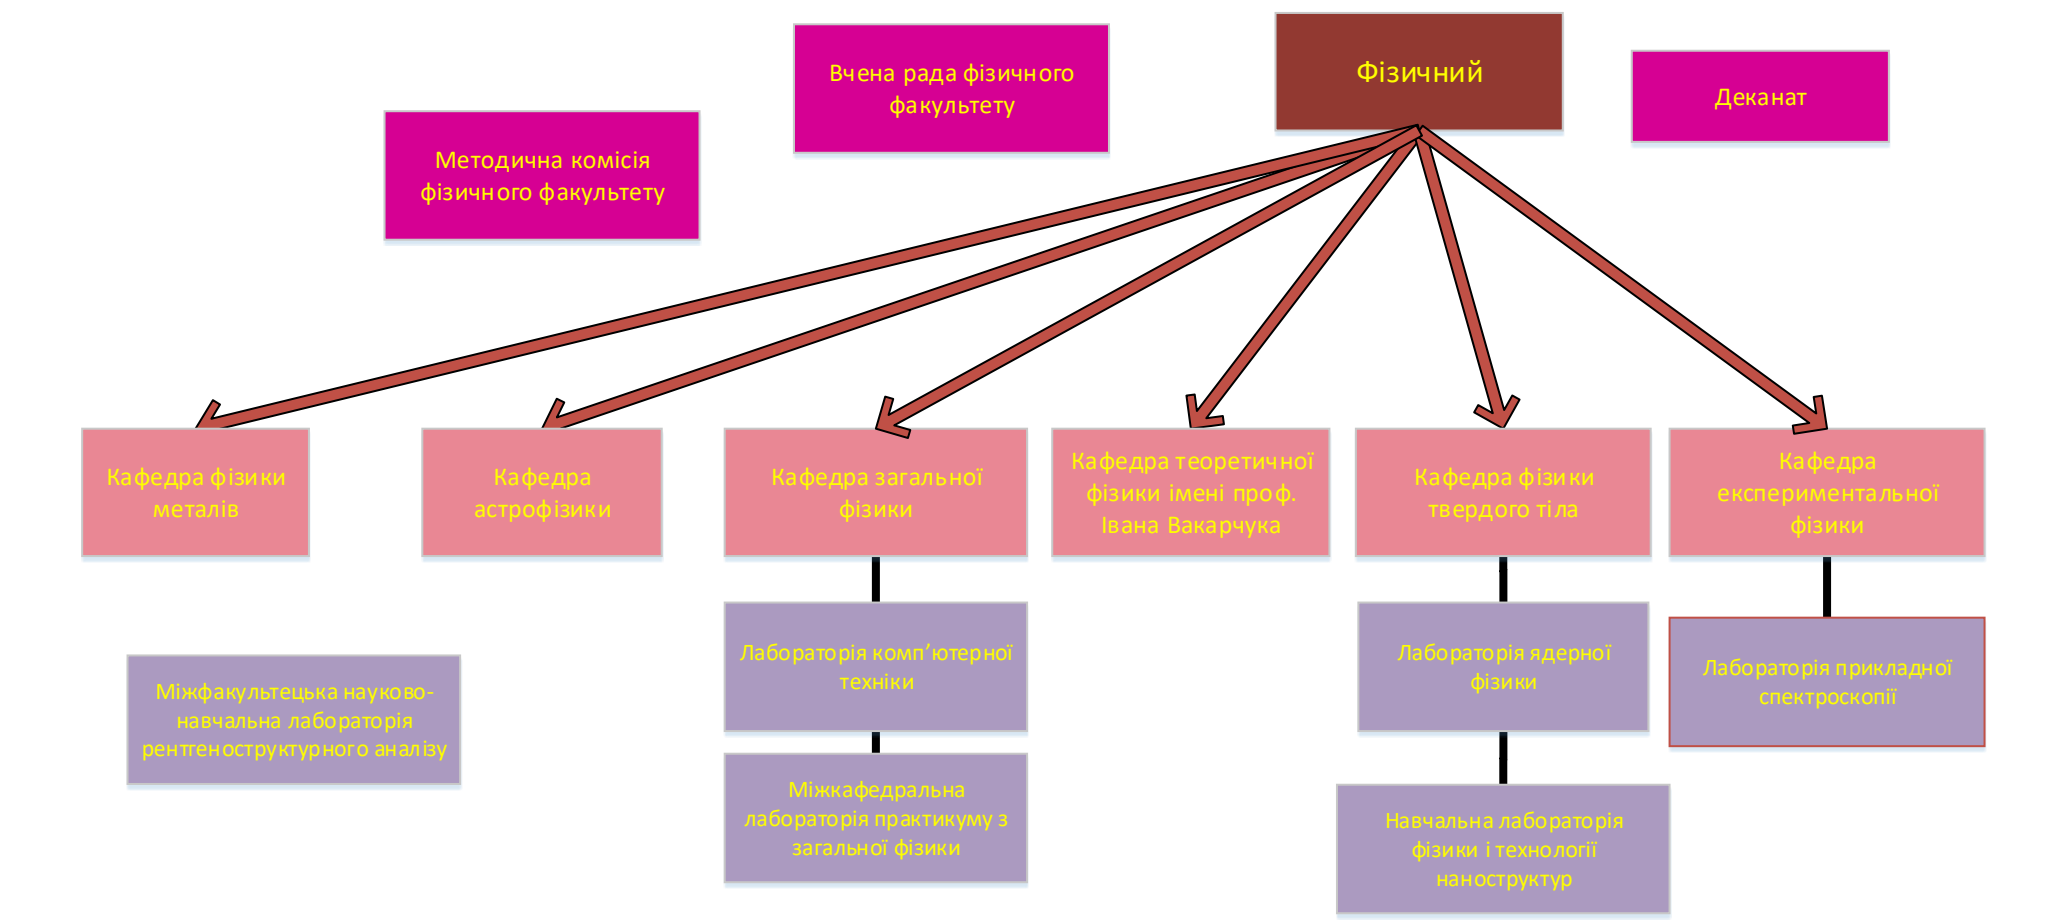 Фізичний
Вчена рада фізичного
факультету
Деканат
Методична комісія
фізичного факультету
Кафедра фізики
металів
Кафедра
астрофізики
Кафедра загальної
фізики
Кафедра теоретичної
фізики імені проф.
Івана Вакарчука
Кафедра фізики
твердого тіла
Кафедра
експериментальної
фізики
Міжфакультецька науково-
навчальна лабораторія
рентгеноструктурного аналізу
Лабораторія комп’ютерної
техніки
Лабораторія ядерної
фізики
Лабораторія прикладної
спектроскопії
Міжкафедральна
лабораторія практикуму з
загальної фізики
Навчальна лабораторія
фізики і технології
наноструктур